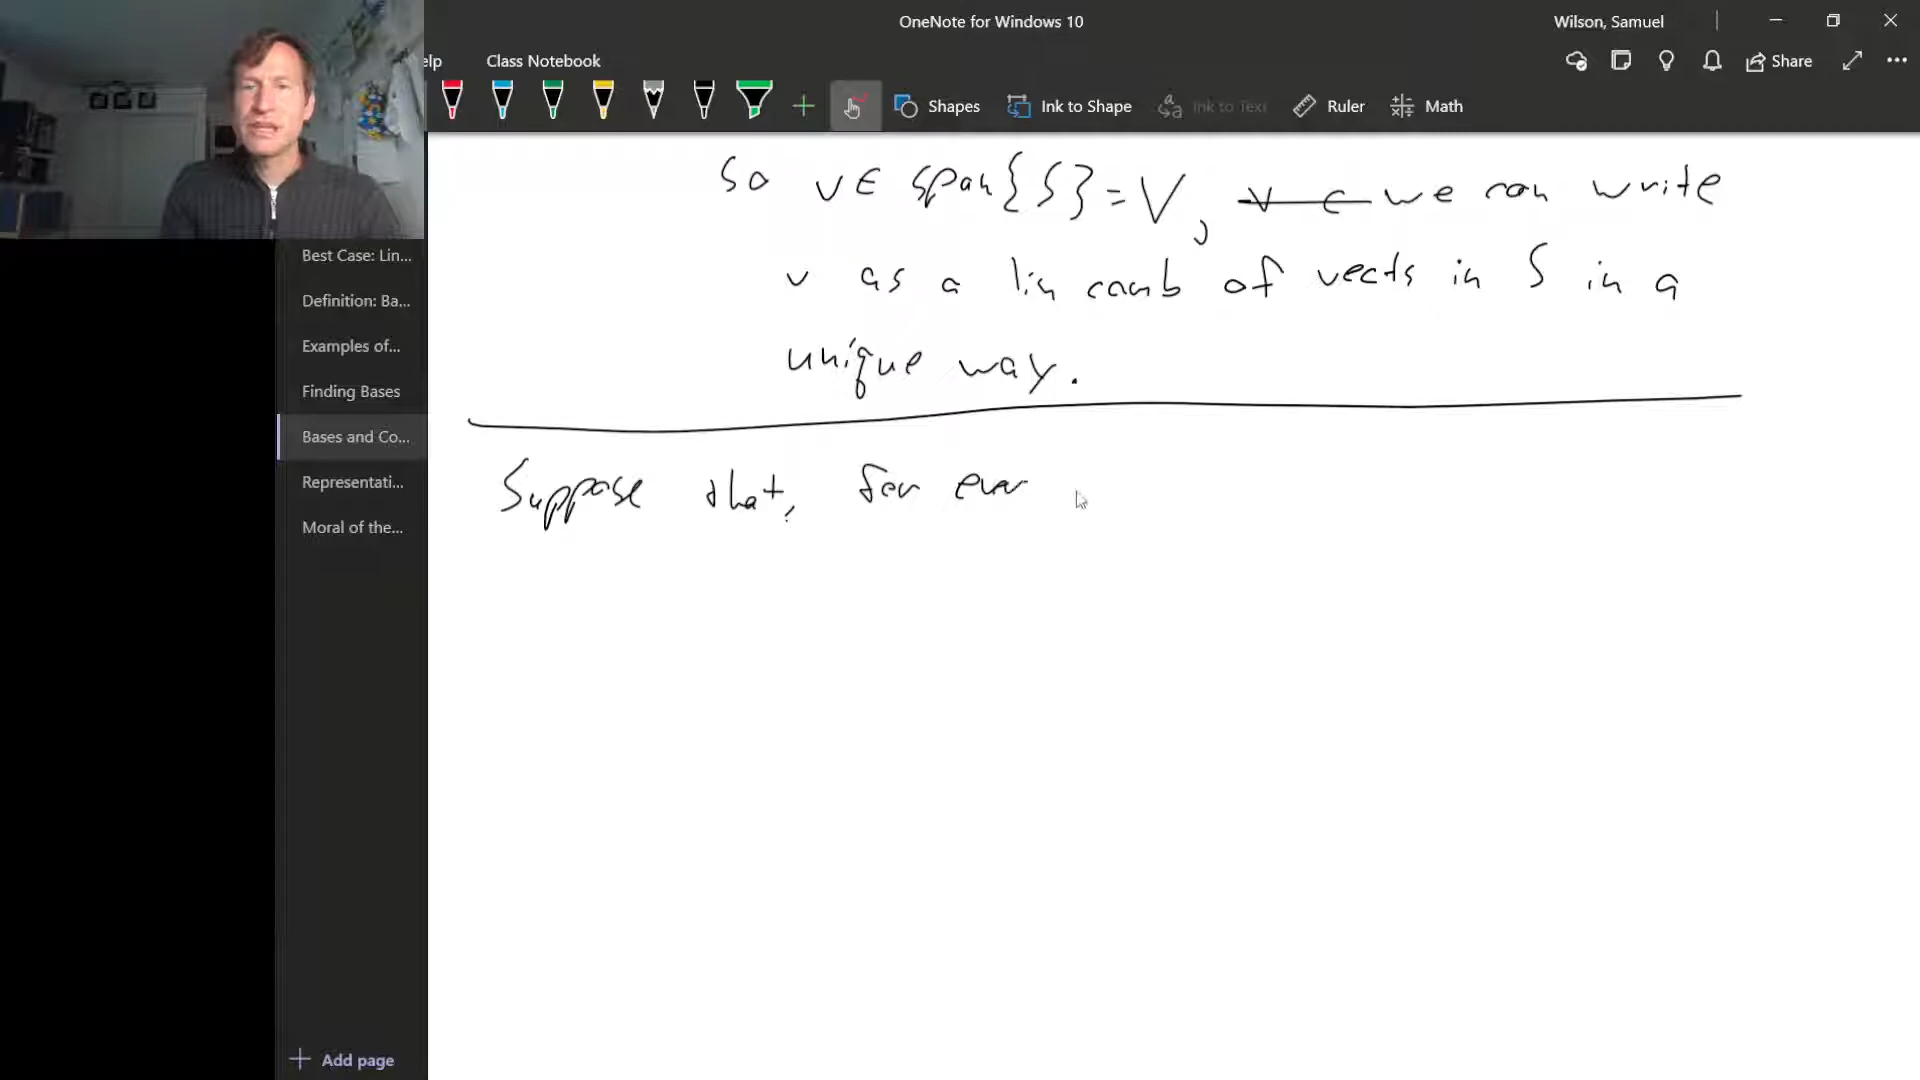 OneNote for Windows 10
Wilson, Samuel
elp
Class Notebook
Share
Shapes
Ink to Shape
Ink to Text
Ruler
Math
So v ∈ span{S} = V, we can write
v as a lin comb of vects in S in a
unique way.
Suppose that, for ever
Best Case: Lin...
Definition: Ba...
Examples of...
Finding Bases
Bases and Co...
Representati...
Moral of the...
Add page